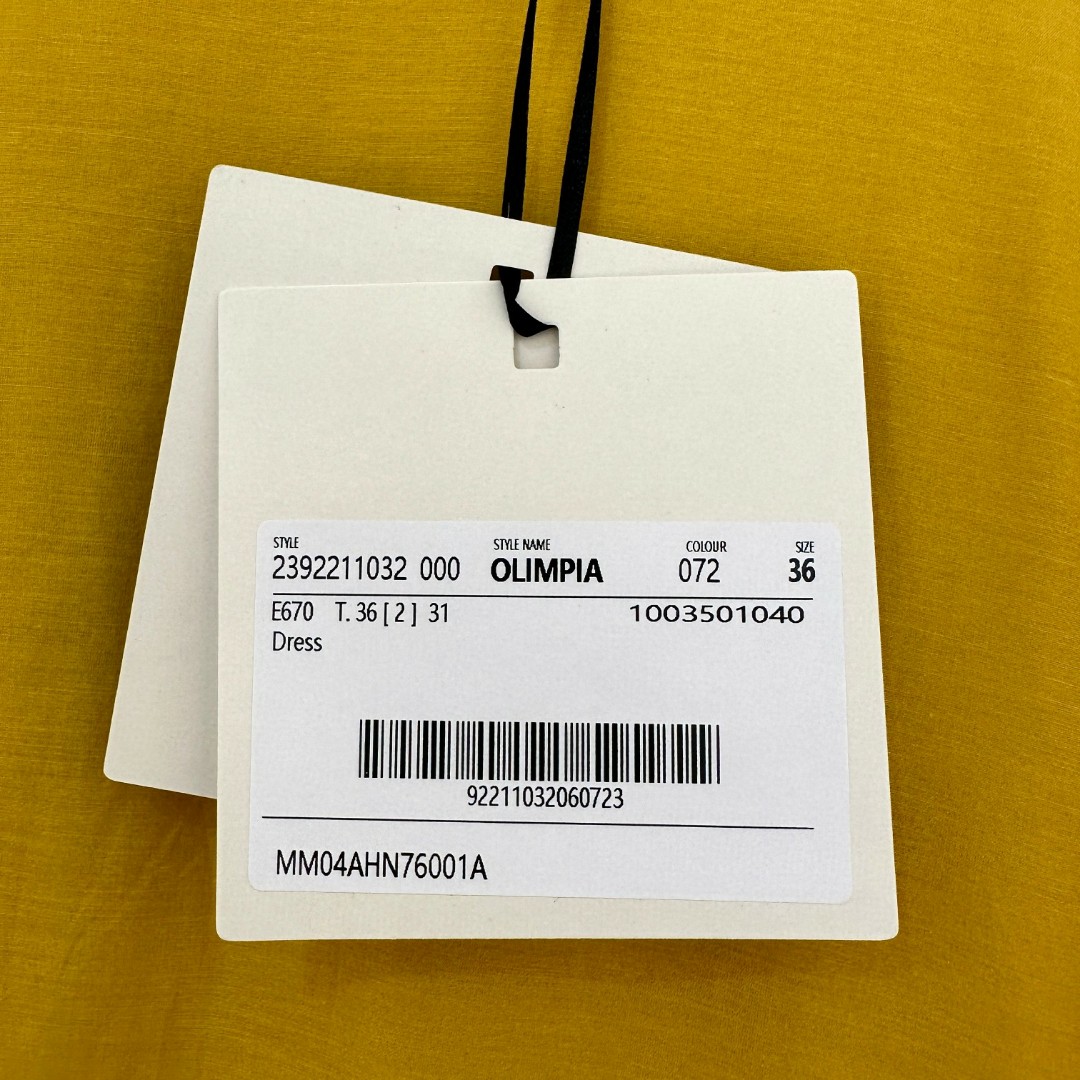 STYLE STYLE NAME COLOUR SIZE
2392211032 000 OLIMPIA 072 36
E670 T. 36 [ 2 ] 31 1003501040
Dress
92211032060723
MM04AHN76001A